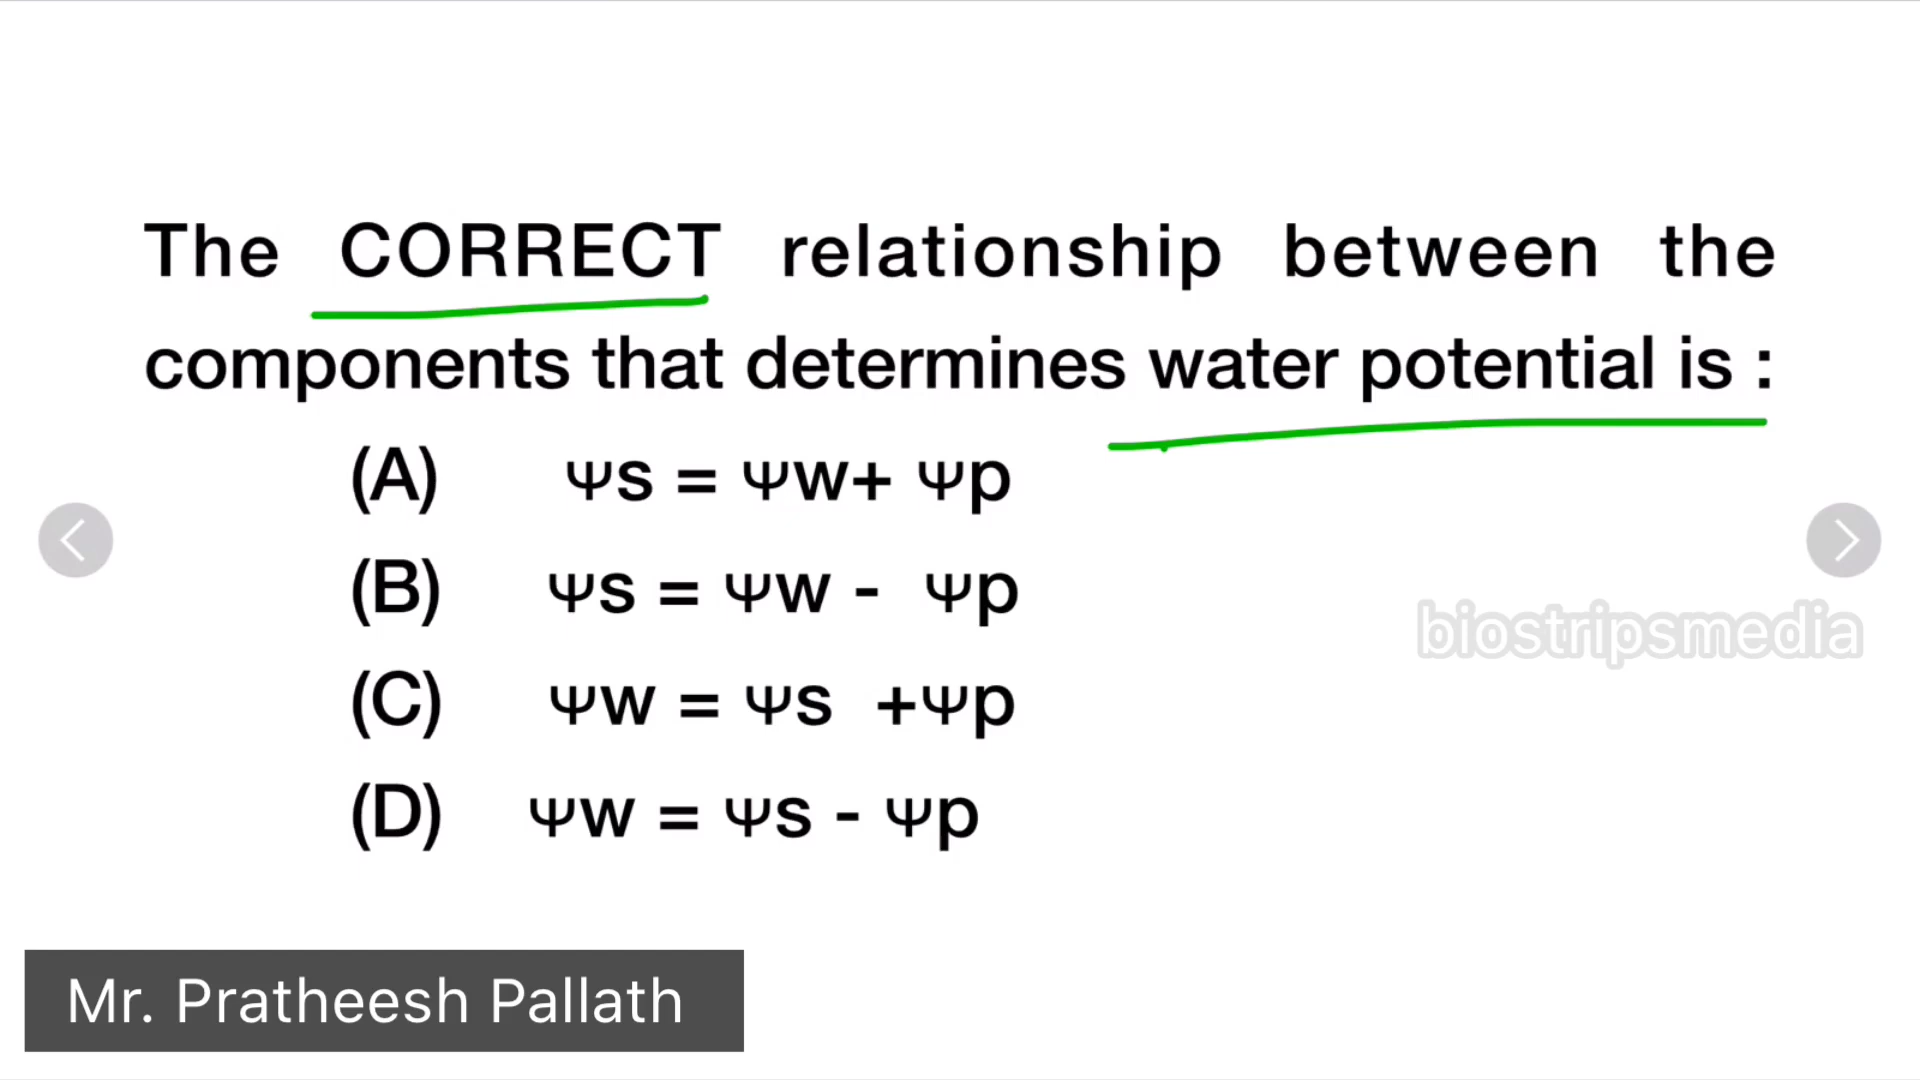 The CORRECT relationship between the
components that determines water potential is :
(A) Ψs = Ψw+ Ψp
(B) Ψs = Ψw - Ψp
(C) Ψw = Ψs +Ψp
(D) Ψw = Ψs - Ψp
biostripsmedia
Mr. Pratheesh Pallath